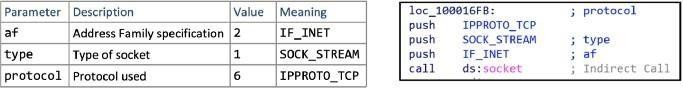 Parameter Description Value Meaning
af Address Family specification 2 IF_INET
type Type of socket 1 SOCK_STREAM
protocol Protocol used 6 IPPROTO_TCP
loc_100016FB: ; protocol
push IPPROTO_TCP
push SOCK_STREAM ; type
push IF_INET ; af
call ds:socket ; Indirect Call